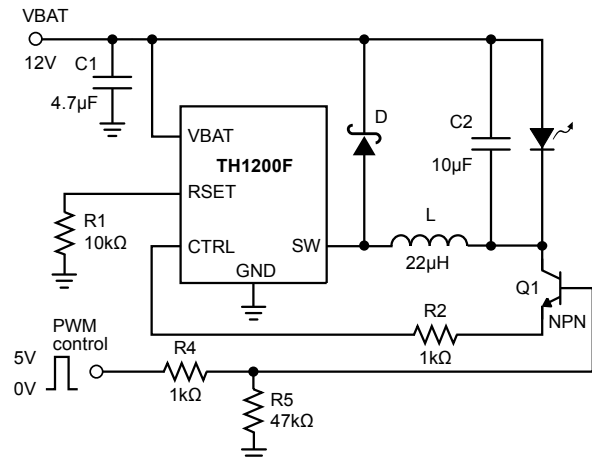 VBAT
12V
C1
4.7µF
D
C2
10µF
VBAT
TH1200F
RSET
CTRL
SW
GND
R1
10kΩ
L
22µH
Q1
NPN
R2
1kΩ
PWM
control
5V
0V
R4
1kΩ
R5
47kΩ